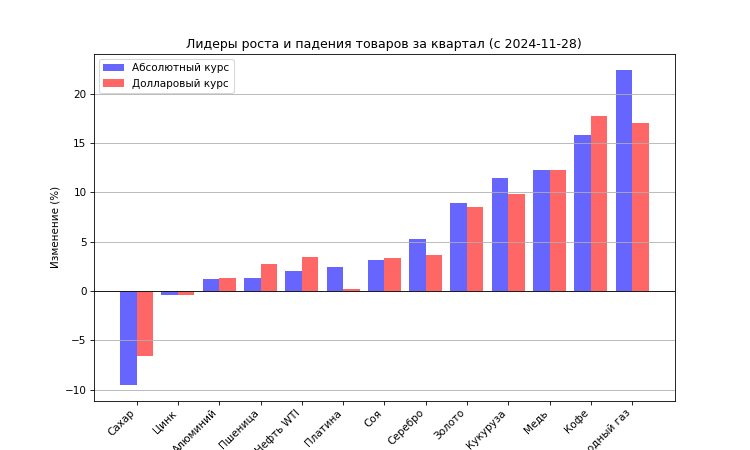 Лидеры роста и падения товаров за квартал (с 2024-11-28)
Абсолютный курс
Долларовый курс
Изменение (%)
20
15
10
5
0
−5
−10
Сахар
Цинк
Алюминий
Пшеница
Нефть WTI
Платина
Соя
Серебро
Золото
Кукуруза
Медь
Кофе
газ